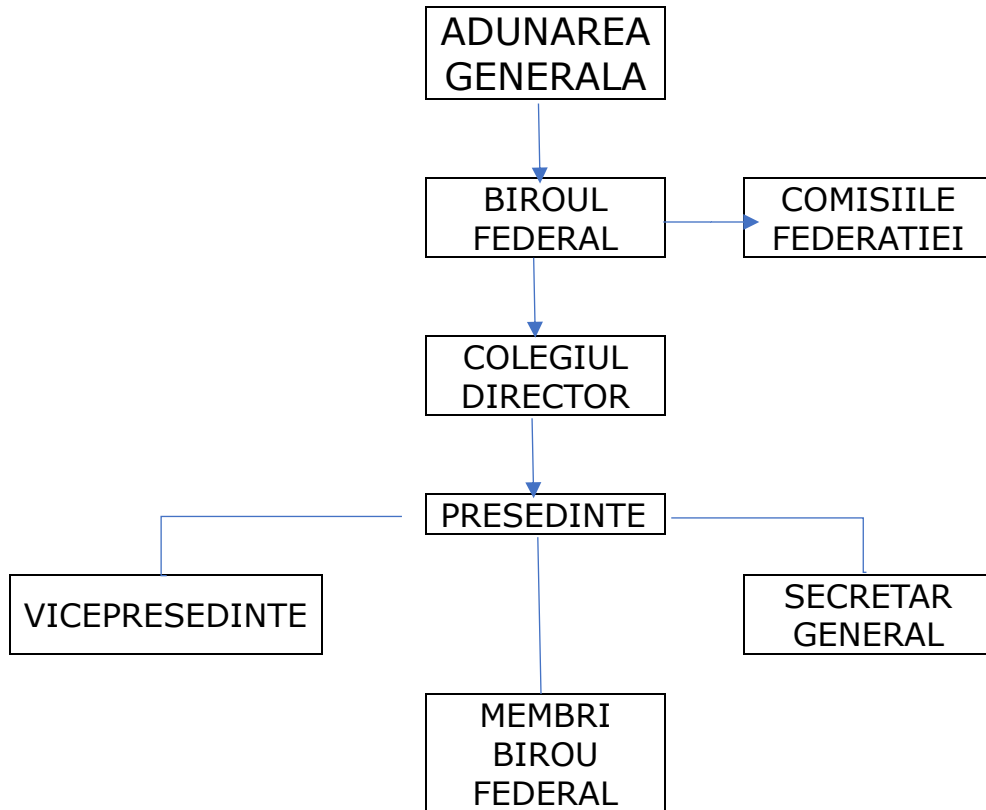 ADUNAREA
GENERALA
BIROUL
FEDERAL
COMISIILE
FEDERATIEI
COLEGIUL
DIRECTOR
PRESEDINTE
VICEPRESEDINTE
SECRETAR
GENERAL
MEMBRI
BIROU
FEDERAL